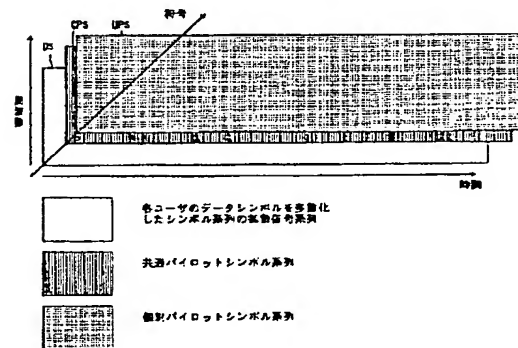 符号
CPS UPS
DS
周波数
時間
各ユーザのデータシンボルを多重化
したシンボル系列の拡散信号系列
共通パイロットシンボル系列
個別パイロットシンボル系列